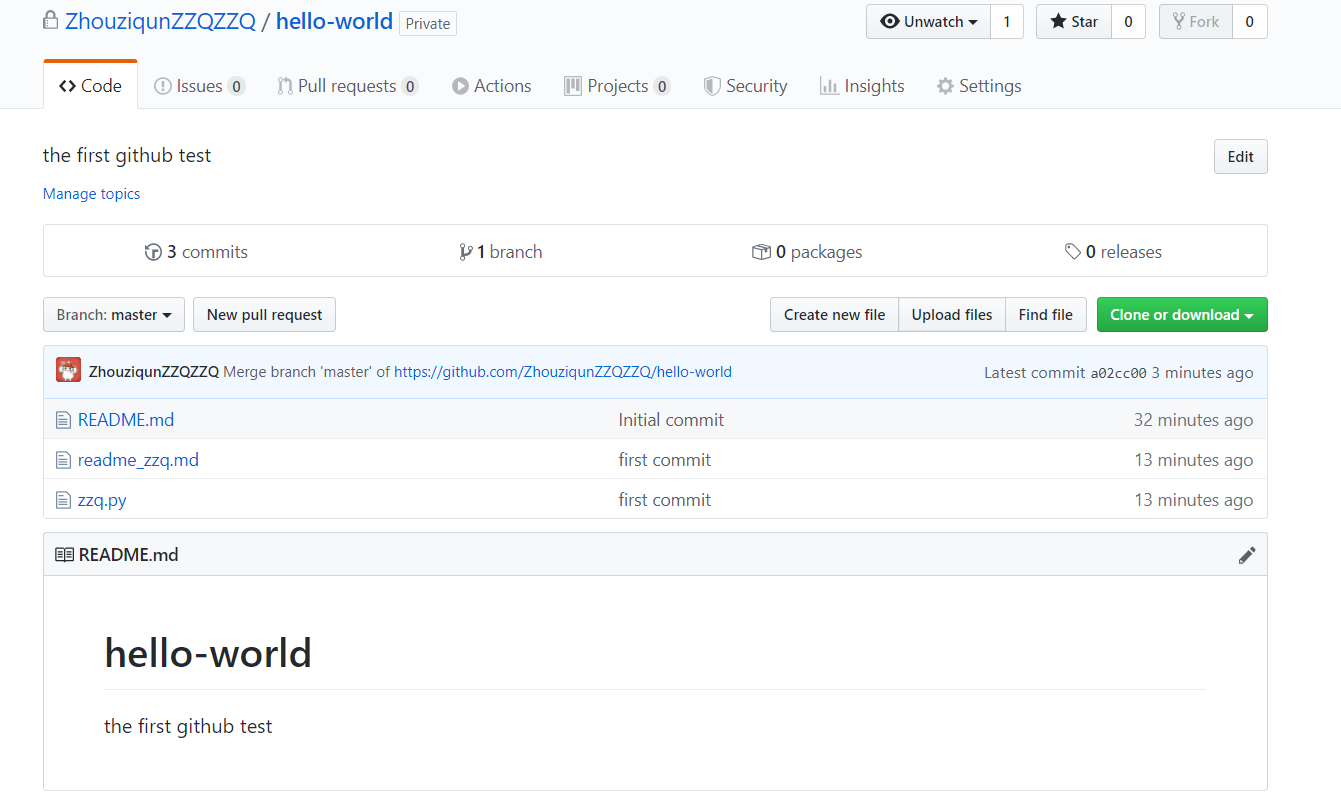 ZhouziqunZZQZZQ / hello-world Private Unwatch 1 Star 0 Fork 0
Code Issues 0 Pull requests 0 Actions Projects 0 Security Insights Settings
the first github test Edit
Manage topics
3 commits 1 branch 0 packages 0 releases
Branch: master New pull request Create new file Upload files Find file Clone or download
ZhouziqunZZQZZQ Merge branch 'master' of https://github.com/ZhouziqunZZQZZQ/hello-world Latest commit a02cc00 3 minutes ago
README.md Initial commit 32 minutes ago
readme_zzq.md first commit 13 minutes ago
zzq.py first commit 13 minutes ago
README.md
hello-world
the first github test